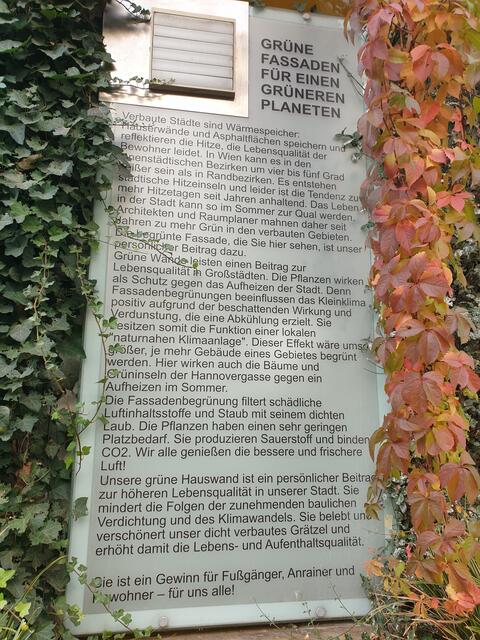 GRÜNE
FASSADEN
FÜR EINEN
GRÜNEREN
PLANETEN
Verbaute Städte sind Wärmespeicher:
Häuserwände und Asphaltflächen speichern und
reflektieren die Hitze, die Lebensqualität der
Bewohner leidet. In Wien kann es in den
innenstädtischen Bezirken um vier bis fünf Grad
heißer sein als in Randbezirken. Es entstehen
städtische Hitzeinseln und leider ist die Tendenz zu
mehr Hitzetagen seit Jahren anhaltend. Das Leben
in der Stadt kann so im Sommer zur Qual werden.
Architekten und Raumplaner mahnen daher seit
Jahren zu mehr Grün in den verbauten Gebieten.
Die begrünte Fassade, die Sie hier sehen, ist unser
persönlicher Beitrag dazu.
Grüne Wände leisten einen Beitrag zur
Lebensqualität in Großstädten. Die Pflanzen wirken
als Schutz gegen das Aufheizen der Stadt. Denn
Fassadenbegrünungen beeinflussen das Kleinklima
positiv aufgrund der beschattenden Wirkung und
Verdunstung, die eine Abkühlung erzielt. Sie
besitzen somit die Funktion einer lokalen
"naturnahen Klimaanlage". Dieser Effekt wäre umso
größer, je mehr Gebäude eines Gebietes begrünt
werden. Hier wirken auch die Bäume und
Grüninseln der Hannovergasse gegen ein
Aufheizen im Sommer.
Die Fassadenbegrünung filtert schädliche
Luftinhaltsstoffe und Staub mit seinem dichten
Laub. Die Pflanzen haben einen sehr geringen
Platzbedarf. Sie produzieren Sauerstoff und binden
CO2. Wir alle genießen die bessere und frischere
Luft!
Unsere grüne Hauswand ist ein persönlicher Beitrag
zur höheren Lebensqualität in unserer Stadt. Sie
mindert die Folgen der zunehmenden baulichen
Verdichtung und des Klimawandels. Sie belebt und
verschönert unser dicht verbautes Grätzel und
erhöht damit die Lebens- und Aufenthaltsqualität.
Sie ist ein Gewinn für Fußgänger, Anrainer und
Bewohner – für uns alle!